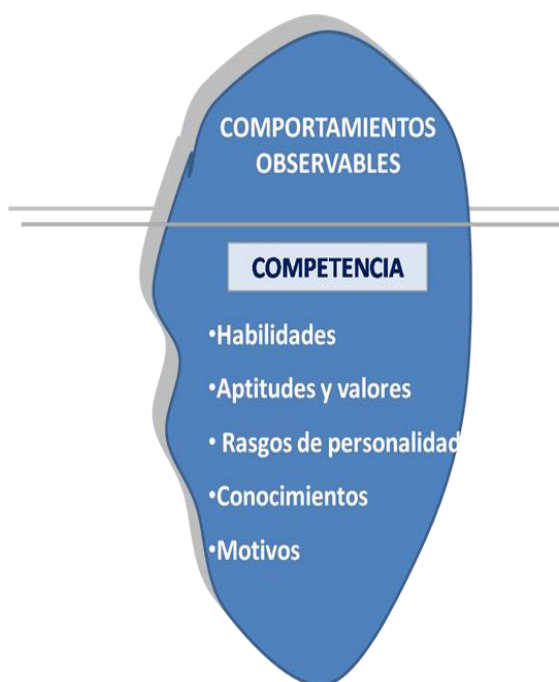 COMPORTAMIENTOS
OBSERVABLES
COMPETENCIA
•Habilidades
•Aptitudes y valores
• Rasgos de personalidad
•Conocimientos
•Motivos